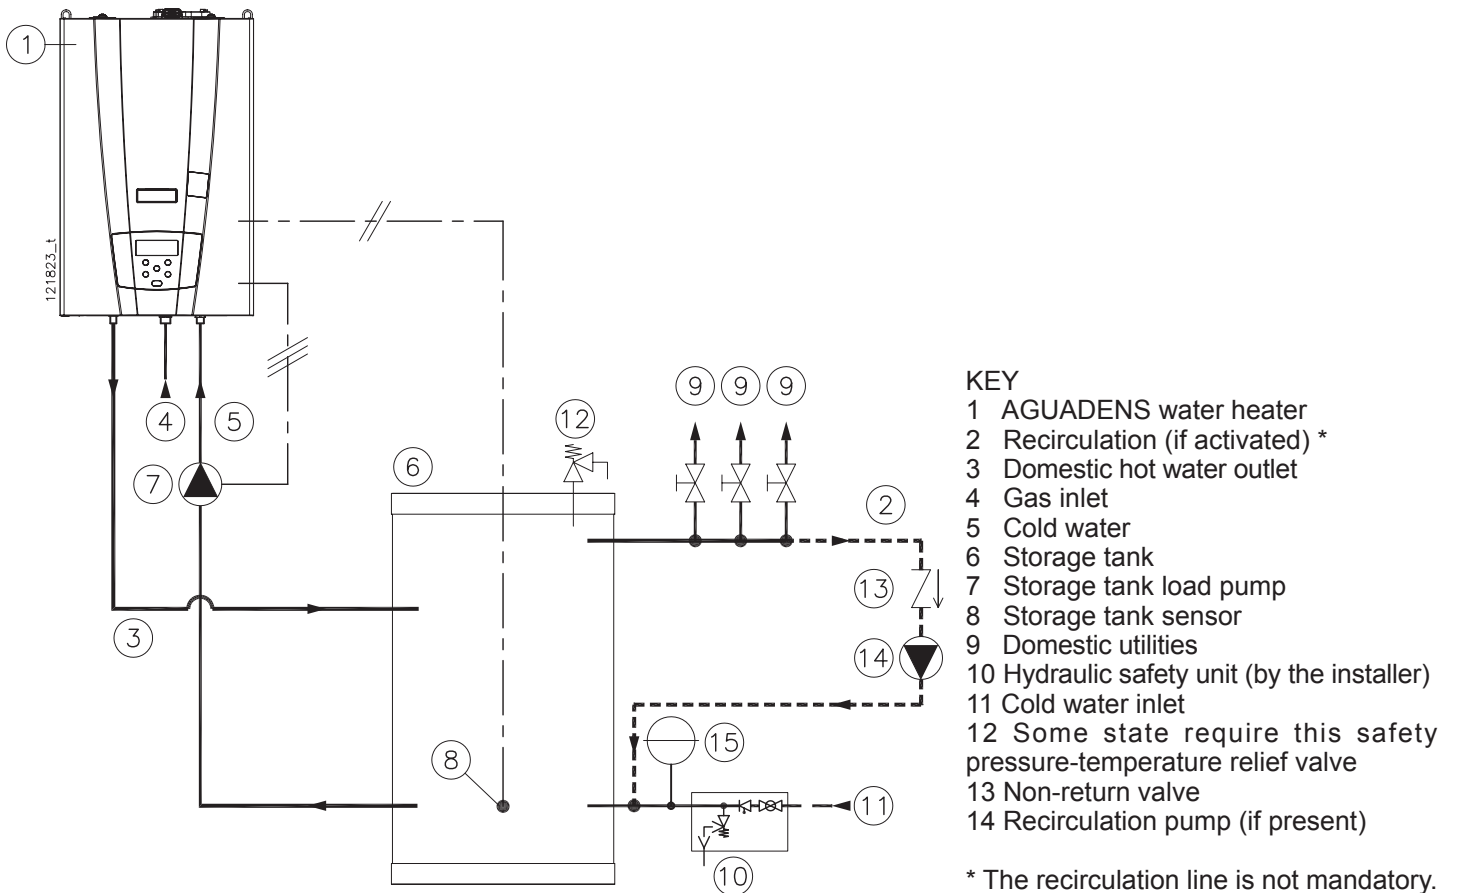 1
121823_t
4
5
7
3
6
12
8
9 9 9
2
13
14
15
11
10
KEY
1 AGUADENS water heater
2 Recirculation (if activated) *
3 Domestic hot water outlet
4 Gas inlet
5 Cold water
6 Storage tank
7 Storage tank load pump
8 Storage tank sensor
9 Domestic utilities
10 Hydraulic safety unit (by the installer)
11 Cold water inlet
12 Some state require this safety
pressure-temperature relief valve
13 Non-return valve
14 Recirculation pump (if present)
* The recirculation line is not mandatory.